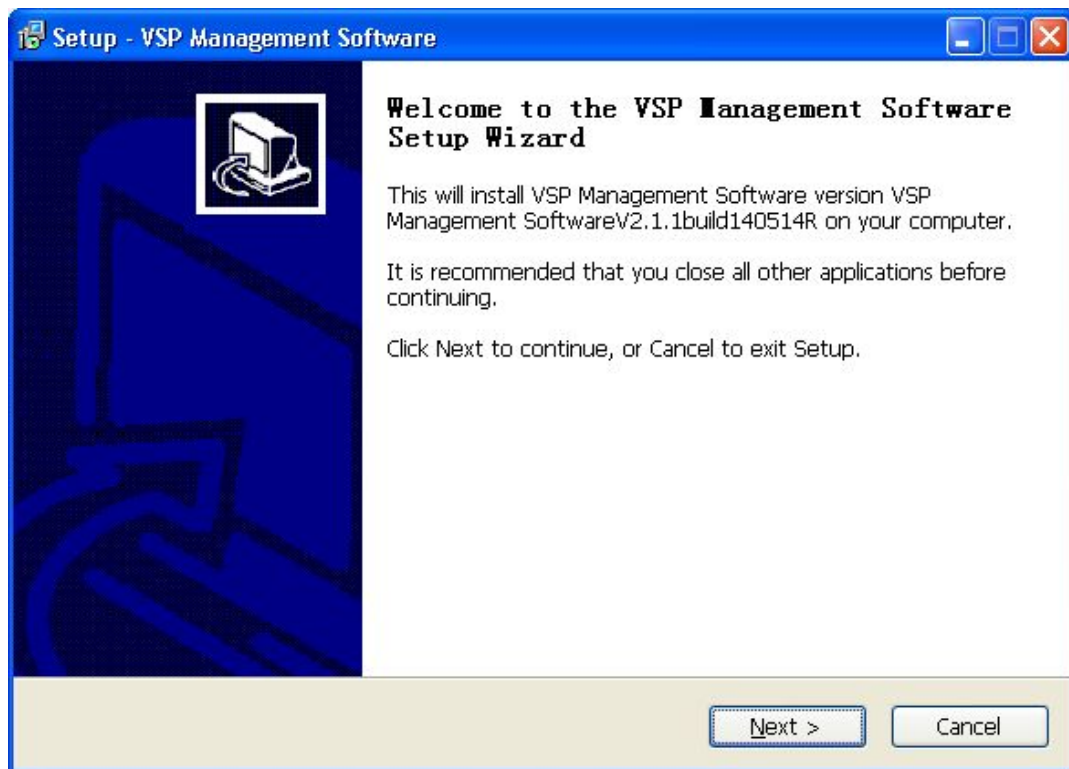 Setup - VSP Management Software
Welcome to the VSP Management Software
Setup Wizard
This will install VSP Management Software version VSP
Management SoftwareV2.1.1build140514R on your computer.
It is recommended that you close all other applications before
continuing.
Click Next to continue, or Cancel to exit Setup.
Next >
Cancel